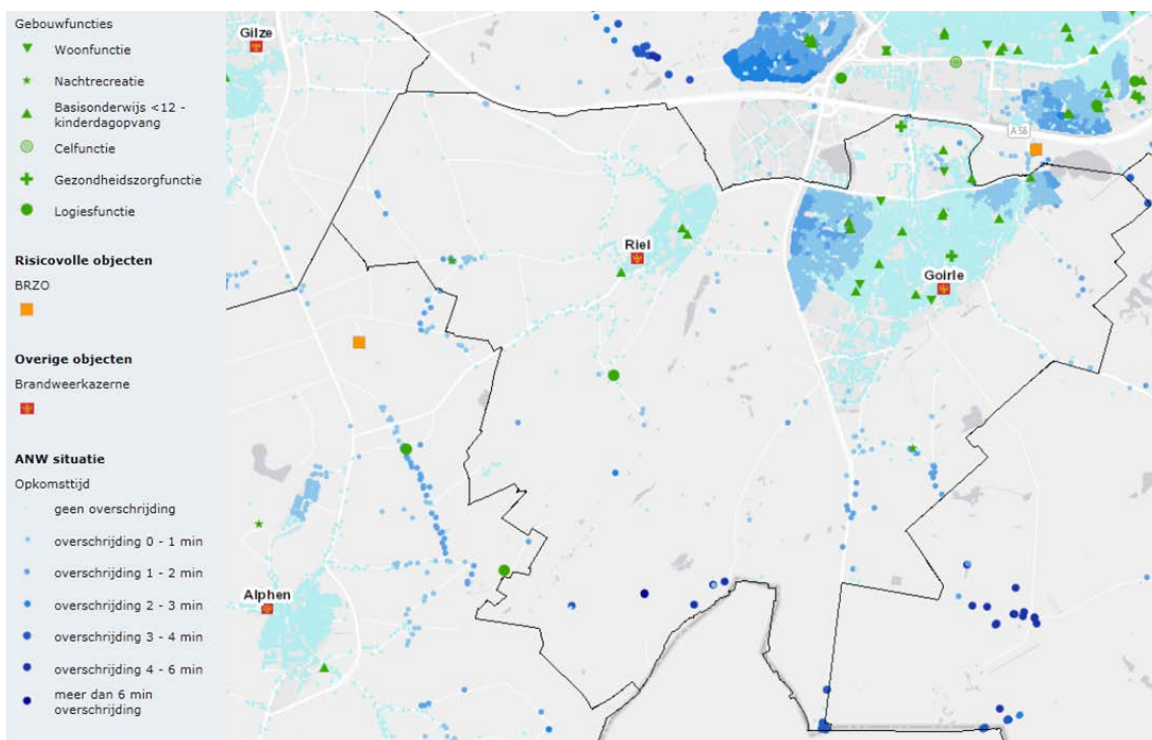 Gebouwfuncties
Woonfunctie
Nachtrecreatie
Basisonderwijs <12 -
kinderdagopvang
Celfunctie
Gezondheidszorgfunctie
Logiesfunctie
Risicovolle objecten
BRZO
Overige objecten
Brandweerkazerne
ANW situatie
Opkomsttijd
geen overschrijding
overschrijding 0 - 1 min
overschrijding 1 - 2 min
overschrijding 2 - 3 min
overschrijding 3 - 4 min
overschrijding 4 - 6 min
meer dan 6 min
overschrijding
Gilze
A 58
Riel
Goirle
Alphen